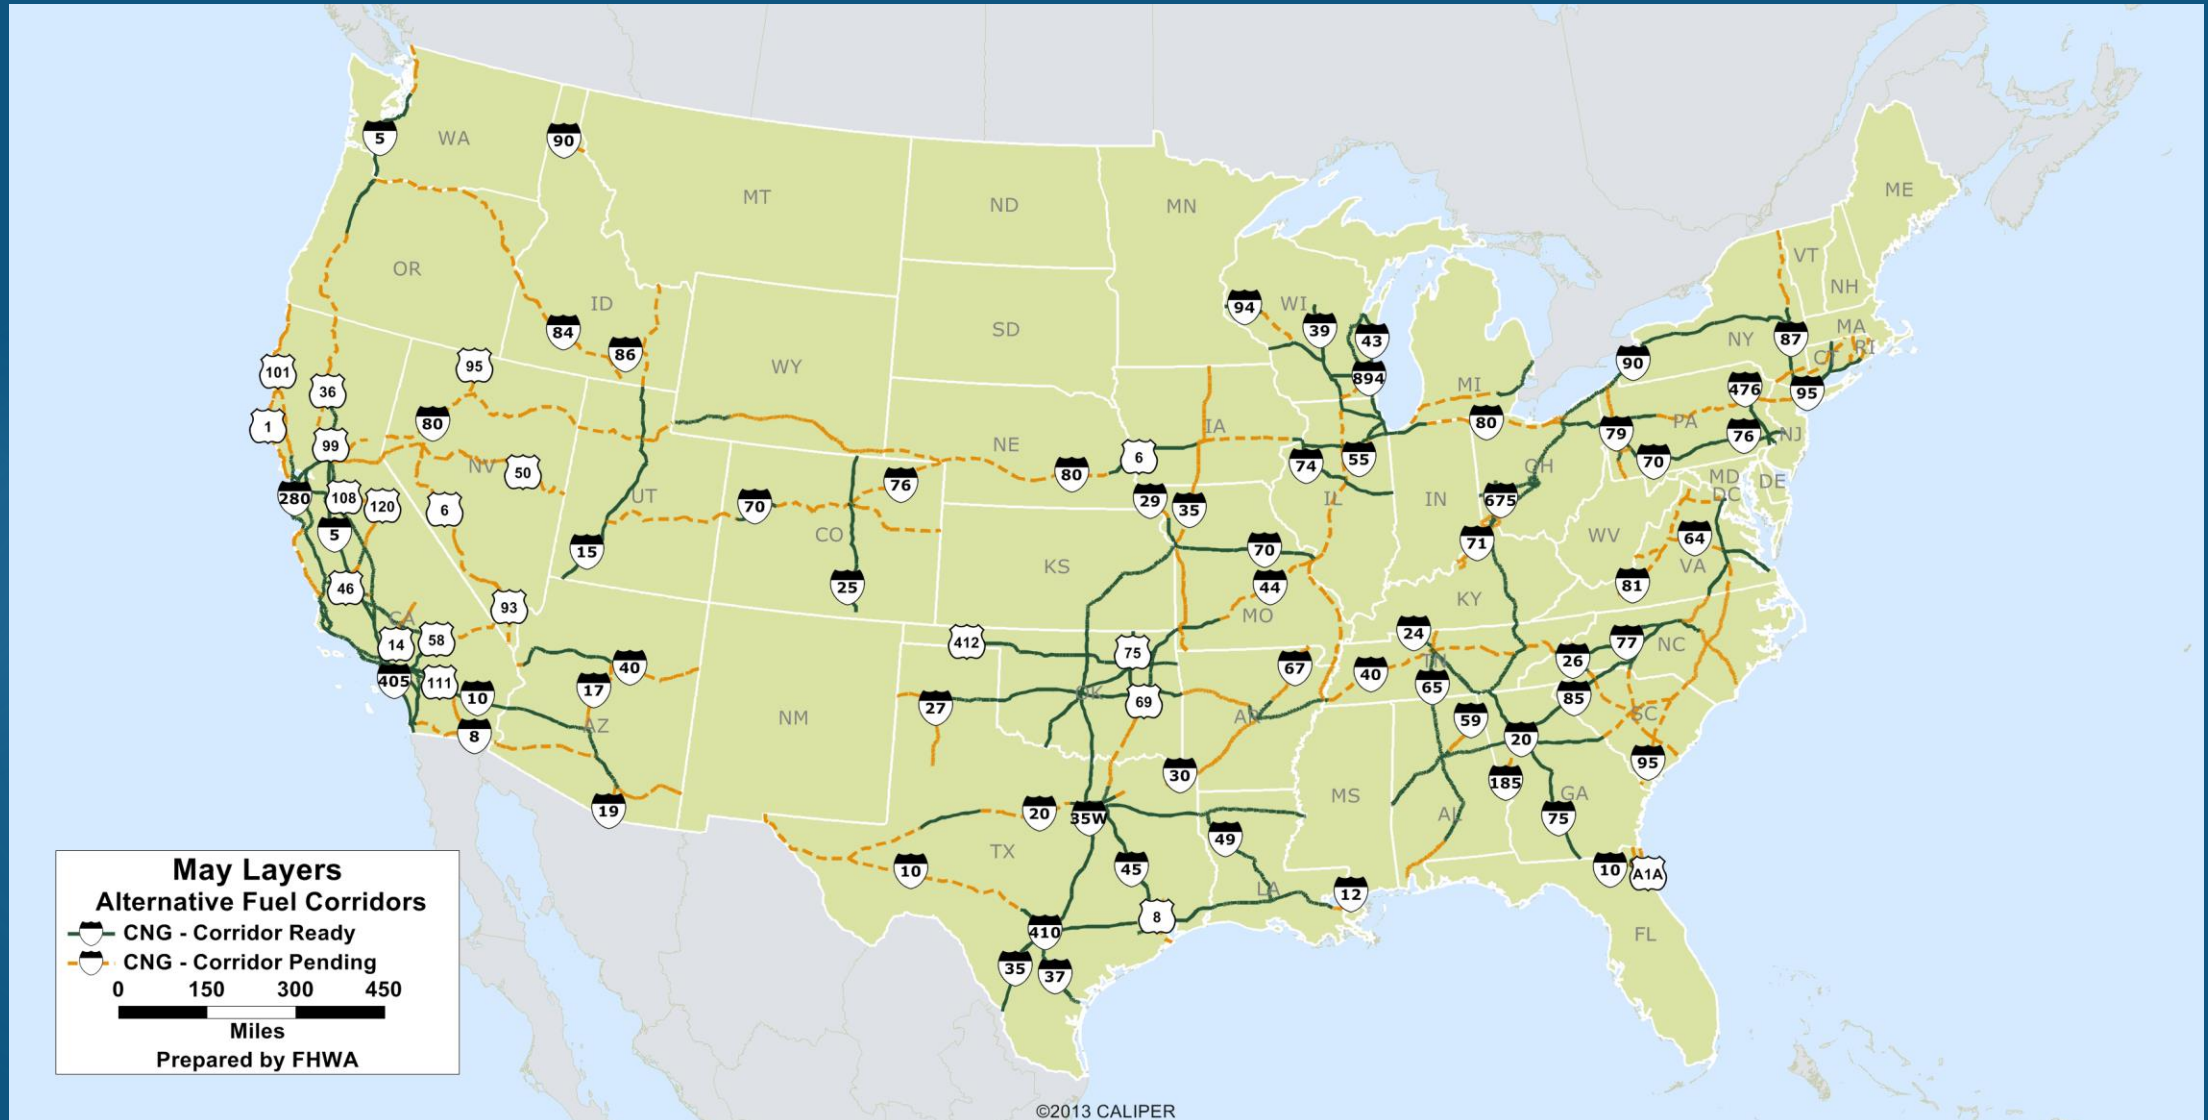 5
WA
90
MT
ND
MN
ME
OR
ID
84
86
SD
94
WI
39
43
894
MI
VT
NH
NY
87
MA
CT
RI
90
101
95
36
WY
1
80
99
NV
50
280
108
120
6
5
UT
15
70
CO
76
25
NE
80
6
IA
74
55
IL
IN
80
OH
675
71
79
PA
476
95
76
NJ
70
MD
DC
DE
64
VA
WV
81
29
35
KS
70
44
MO
KY
46
CA
14
58
93
405
111
10
8
40
17
AZ
19
NM
412
27
75
OK
69
67
AR
30
24
40
TN
65
26
77
NC
85
59
20
SC
185
95
GA
75
AL
MS
10
A1A
FL
20
35W
TX
10
45
49
LA
12
8
410
35
37
May Layers
Alternative Fuel Corridors
CNG - Corridor Ready
CNG - Corridor Pending
0 150 300 450
Miles
Prepared by FHWA
©2013 CALIPER